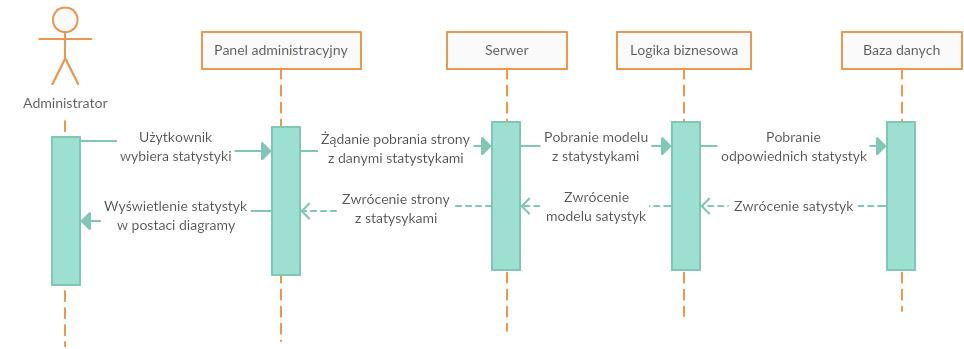 Panel administracyjny
Serwer
Logika biznesowa
Baza danych
Administrator
Użytkownik
wybiera statystyki
Żądanie pobrania strony
z danymi statystykami
Pobranie modelu
z statystykami
Pobranie
odpowiednich statystyk
Wyświetlenie statystyk
w postaci diagramy
Zwrócenie strony
z statysykami
Zwrócenie
modelu satystyk
Zwrócenie satystyk